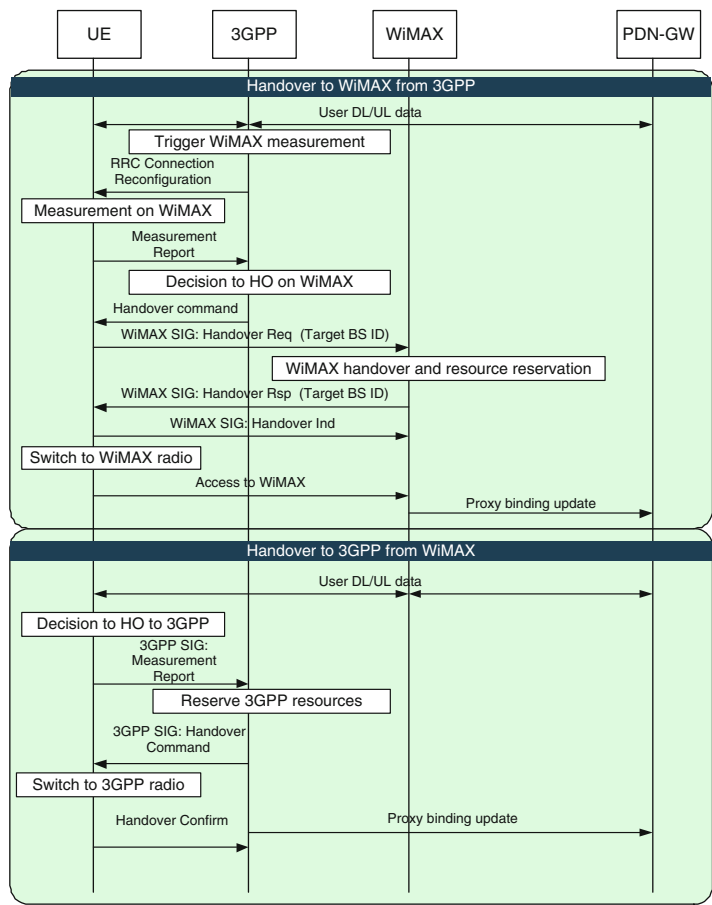 UE
3GPP
WiMAX
PDN-GW
Handover to WiMAX from 3GPP
User DL/UL data
Trigger WiMAX measurement
RRC Connection
Reconfiguration
Measurement on WiMAX
Measurement
Report
Decision to HO on WiMAX
Handover command
WiMAX SIG: Handover Req (Target BS ID)
WiMAX handover and resource reservation
WiMAX SIG: Handover Rsp (Target BS ID)
WiMAX SIG: Handover Ind
Switch to WiMAX radio
Access to WiMAX
Proxy binding update
Handover to 3GPP from WiMAX
User DL/UL data
Decision to HO to 3GPP
3GPP SIG:
Measurement
Report
Reserve 3GPP resources
3GPP SIG: Handover
Command
Switch to 3GPP radio
Handover Confirm
Proxy binding update